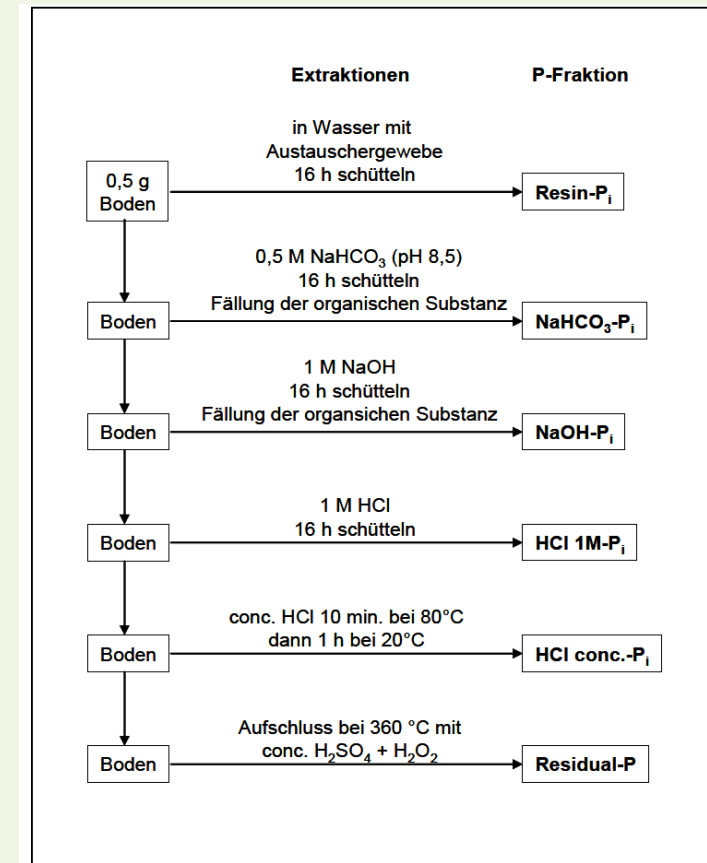 Extraktionen P-Fraktion
in Wasser mit
Austauschergewebe
16 h schütteln
0,5 g
Boden
Resin-Pi
0,5 M NaHCO3 (pH 8,5)
16 h schütteln
Fällung der organischen Substanz
Boden
NaHCO3-Pi
1 M NaOH
16 h schütteln
Fällung der organsichen Substanz
Boden
NaOH-Pi
1 M HCl
16 h schütteln
Boden
HCl 1M-Pi
conc. HCl 10 min. bei 80°C
dann 1 h bei 20°C
Boden
HCl conc.-Pi
Aufschluss bei 360 °C mit
conc. H2SO4 + H2O2
Boden
Residual-P